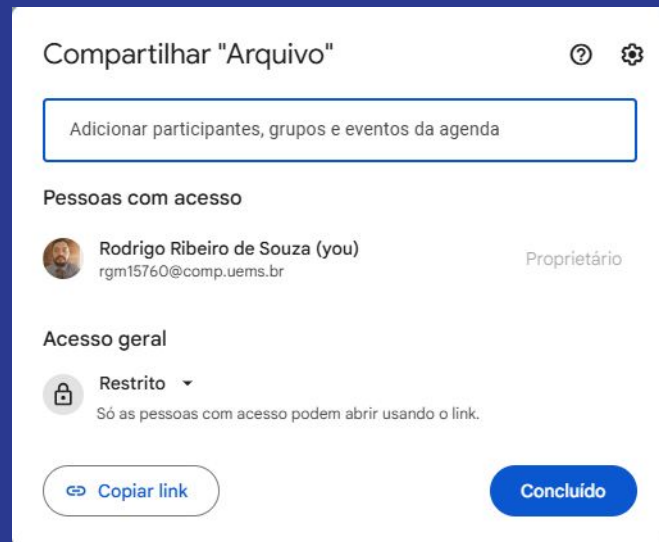 Compartilhar "Arquivo"
Adicionar participantes, grupos e eventos da agenda
Pessoas com acesso
Rodrigo Ribeiro de Souza (you)
rgm15760@comp.uems.br
Proprietário
Acesso geral
Restrito
Só as pessoas com acesso podem abrir usando o link.
Copiar link
Concluído